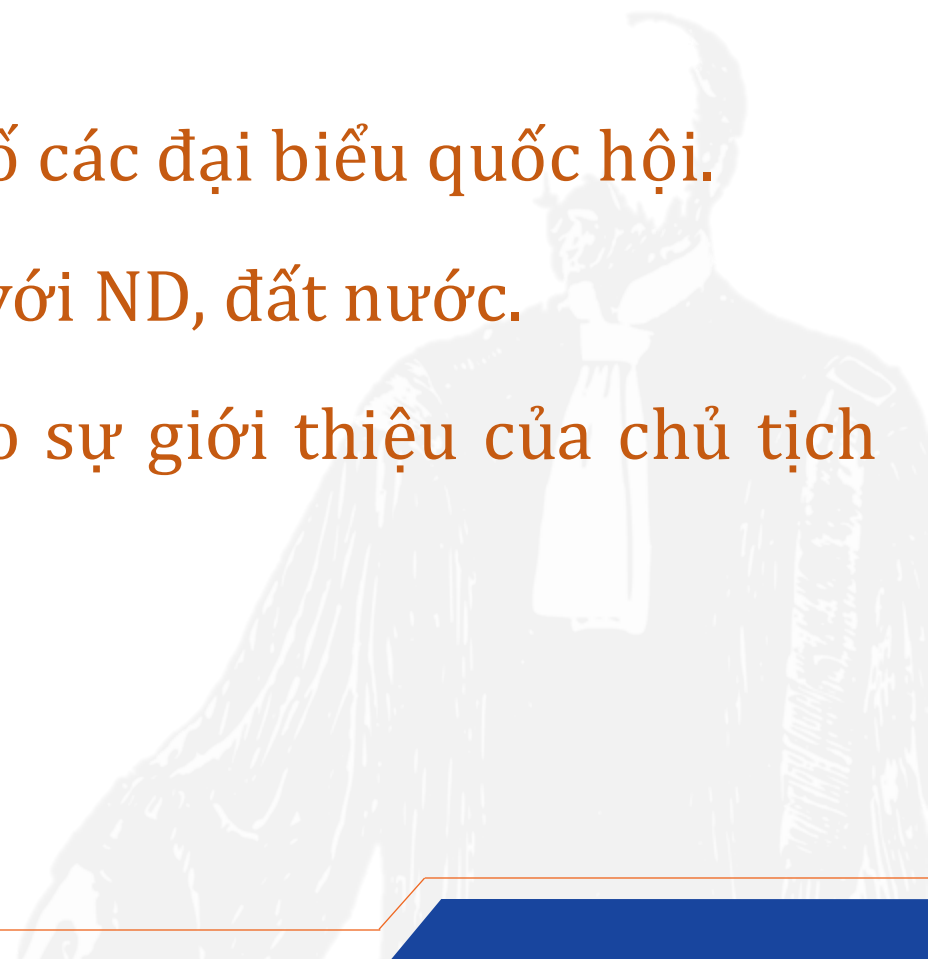 ố các đại biểu quốc hội.
với ND, đất nước.
o sự giới thiệu của chủ tịch